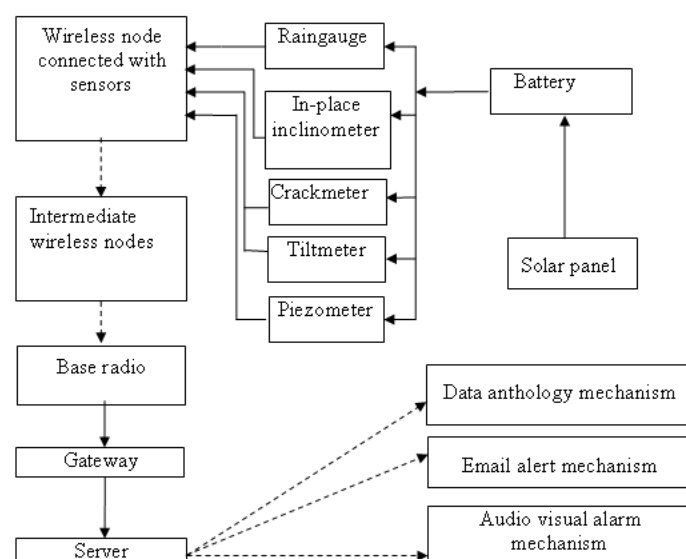 Wireless node
connected with
sensors
Raingauge
In-place
inclinometer
Crackmeter
Tiltmeter
Piezometer
Battery
Solar panel
Intermediate
wireless nodes
Base radio
Gateway
Server
Data anthology mechanism
Email alert mechanism
Audio visual alarm
mechanism